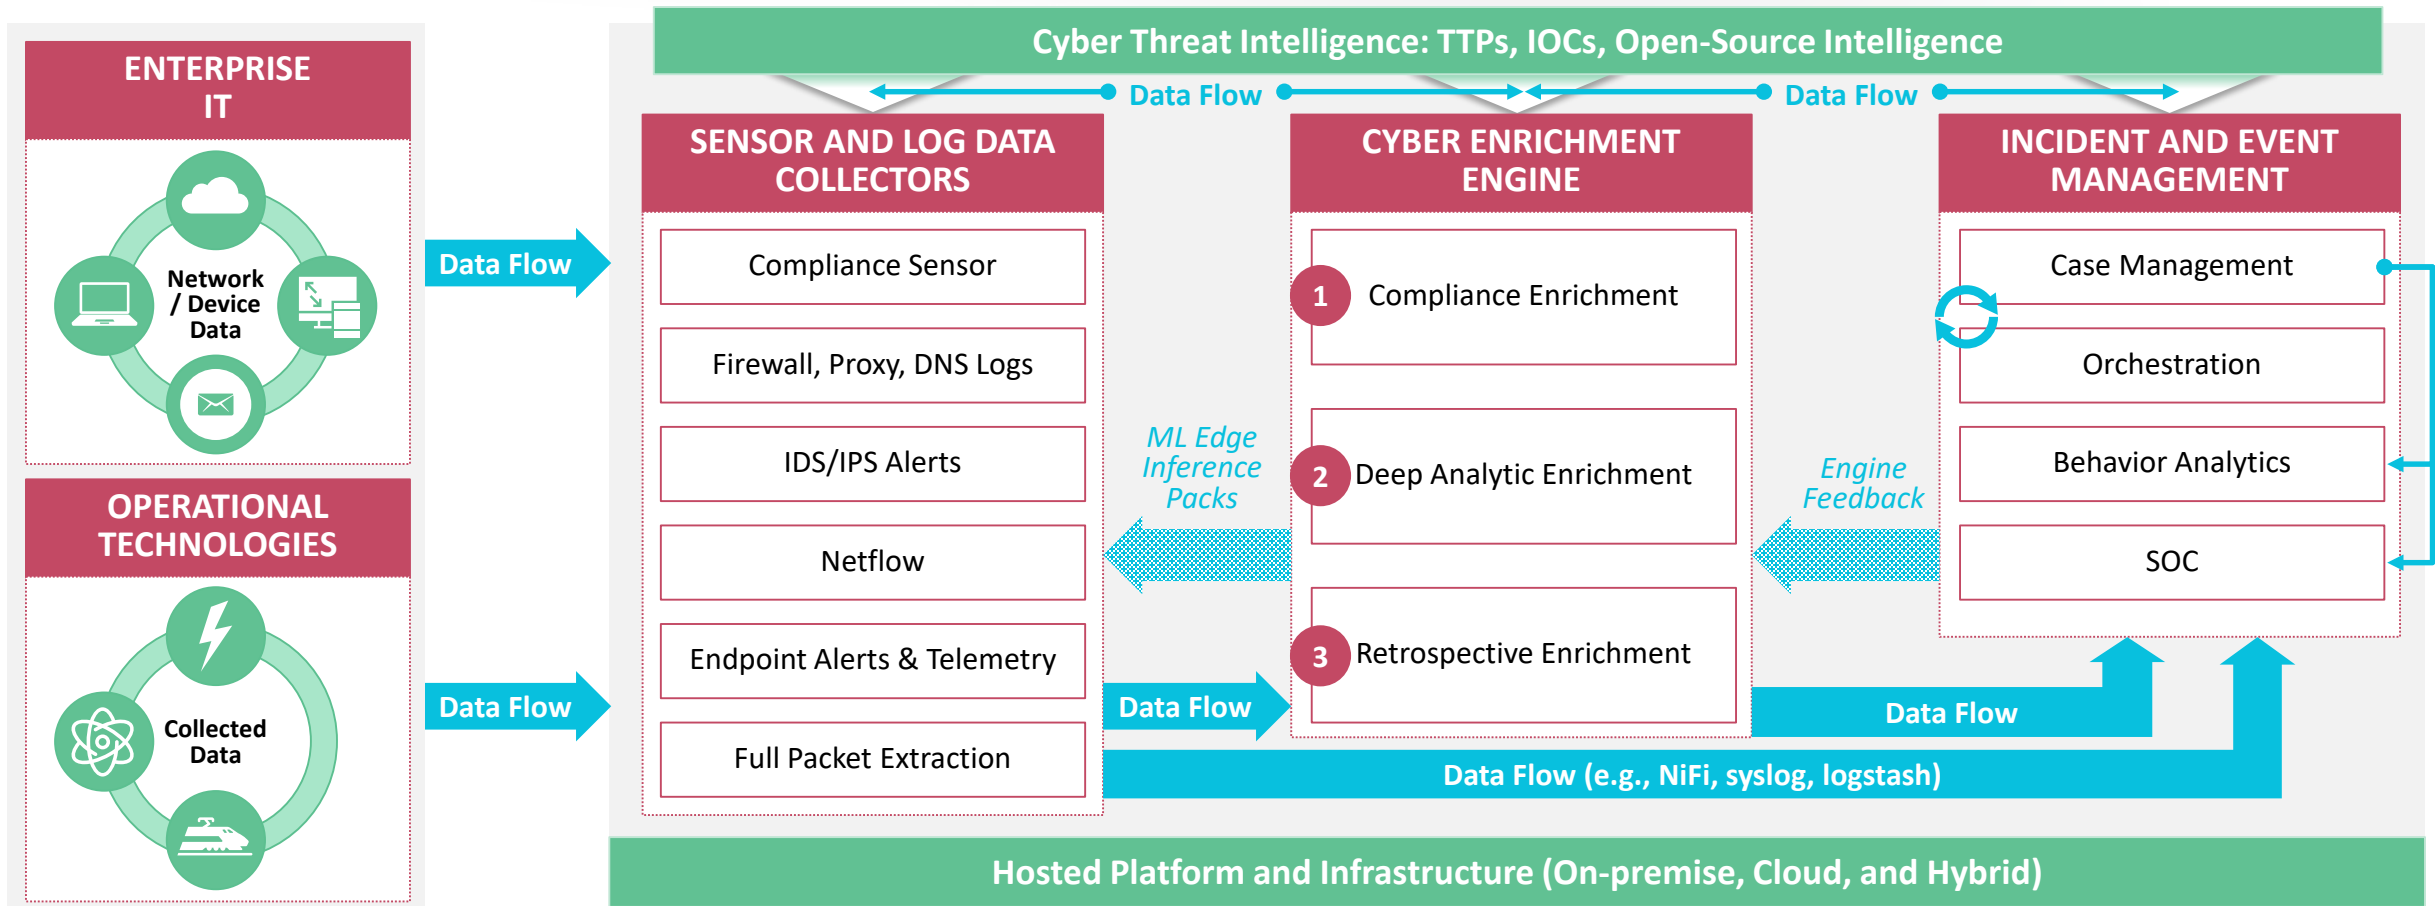 ENTERPRISE
IT
Network
/ Device
Data
OPERATIONAL
TECHNOLOGIES
Collected
Data
Data Flow
Data Flow
Cyber Threat Intelligence: TTPs, IOCs, Open-Source Intelligence
Data Flow
Data Flow
SENSOR AND LOG DATA
COLLECTORS
Compliance Sensor
Firewall, Proxy, DNS Logs
IDS/IPS Alerts
Netflow
Endpoint Alerts & Telemetry
Full Packet Extraction
ML Edge
Inference
Packs
Data Flow
CYBER ENRICHMENT
ENGINE
1 Compliance Enrichment
2 Deep Analytic Enrichment
3 Retrospective Enrichment
Engine
Feedback
Data Flow
Data Flow (e.g., NiFi, syslog, logstash)
INCIDENT AND EVENT
MANAGEMENT
Case Management
Orchestration
Behavior Analytics
SOC
Hosted Platform and Infrastructure (On-premise, Cloud, and Hybrid)